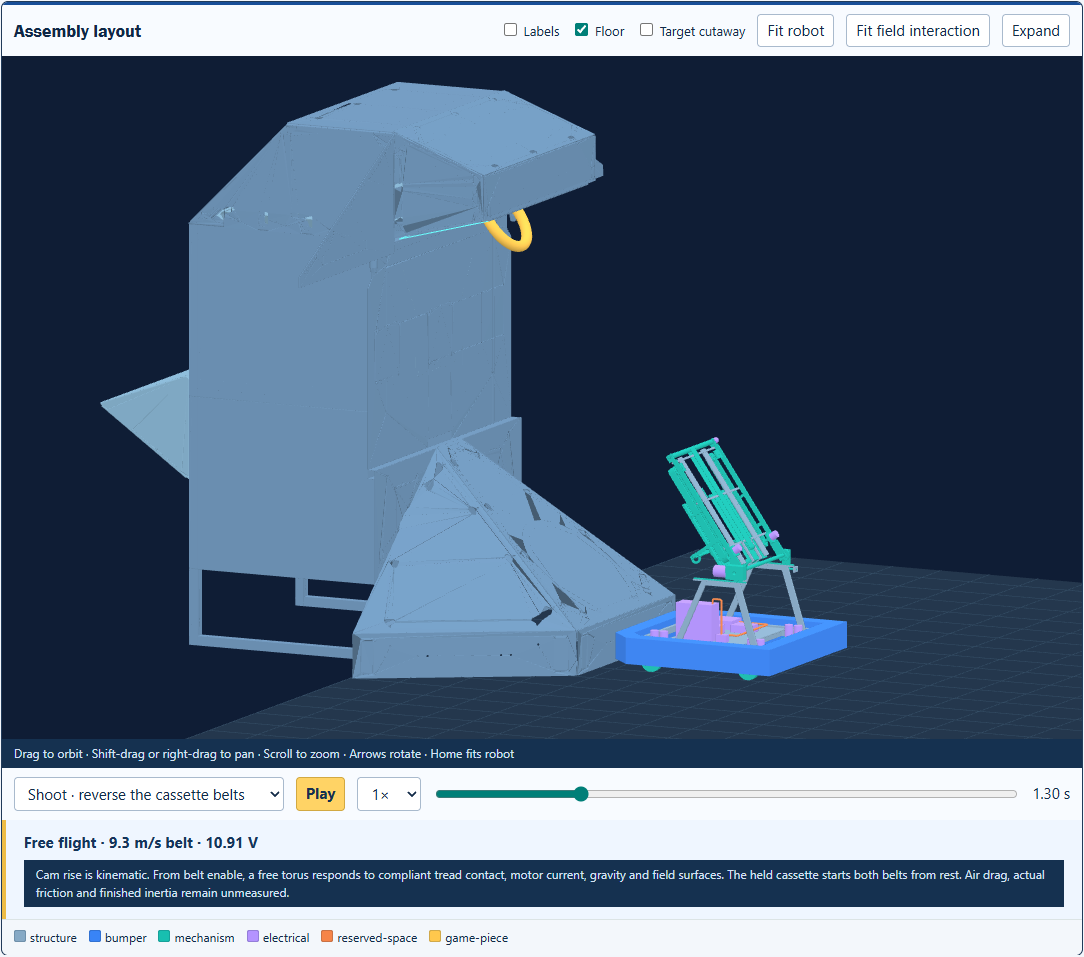 Assembly layout
Labels
Floor
Target cutaway
Fit robot
Fit field interaction
Expand
Drag to orbit · Shift-drag or right-drag to pan · Scroll to zoom · Arrows rotate · Home fits robot
Shoot · reverse the cassette belts
Play
1×
1.30 s
Free flight · 9.3 m/s belt · 10.91 V
Cam rise is kinematic. From belt enable, a free torus responds to compliant tread contact, motor current, gravity and field surfaces. The held cassette starts both belts from rest. Air drag, actual
friction and finished inertia remain unmeasured.
structure
bumper
mechanism
electrical
reserved-space
game-piece